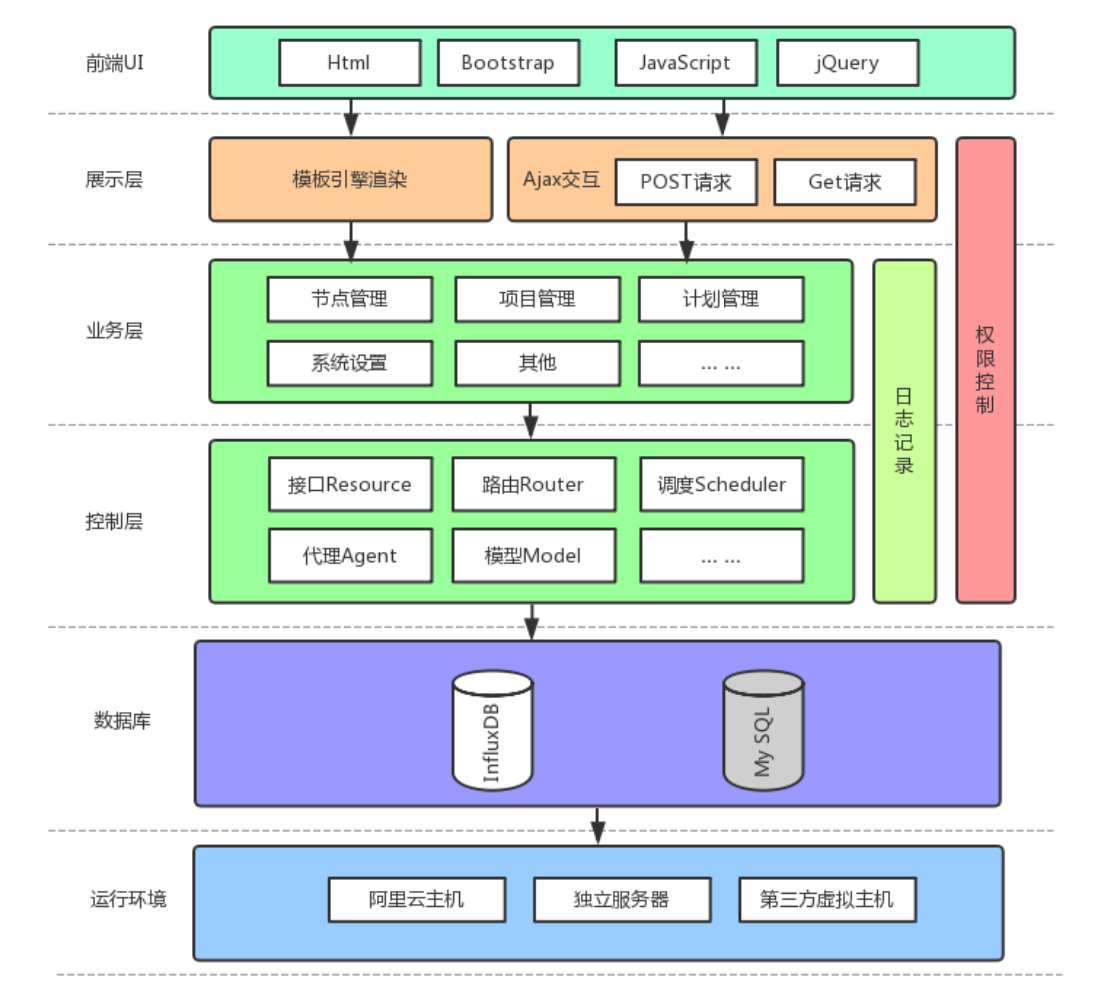 前端UI
Html
Bootstrap
JavaScript
jQuery
展示层
模板引擎渲染
Ajax交互
POST请求
Get请求
权限控制
业务层
节点管理
项目管理
计划管理
系统设置
其他
... ...
日志记录
控制层
接口Resource
路由Router
调度Scheduler
代理Agent
模型Model
... ...
数据库
InfluxDB
My SQL
运行环境
阿里云主机
独立服务器
第三方虚拟主机